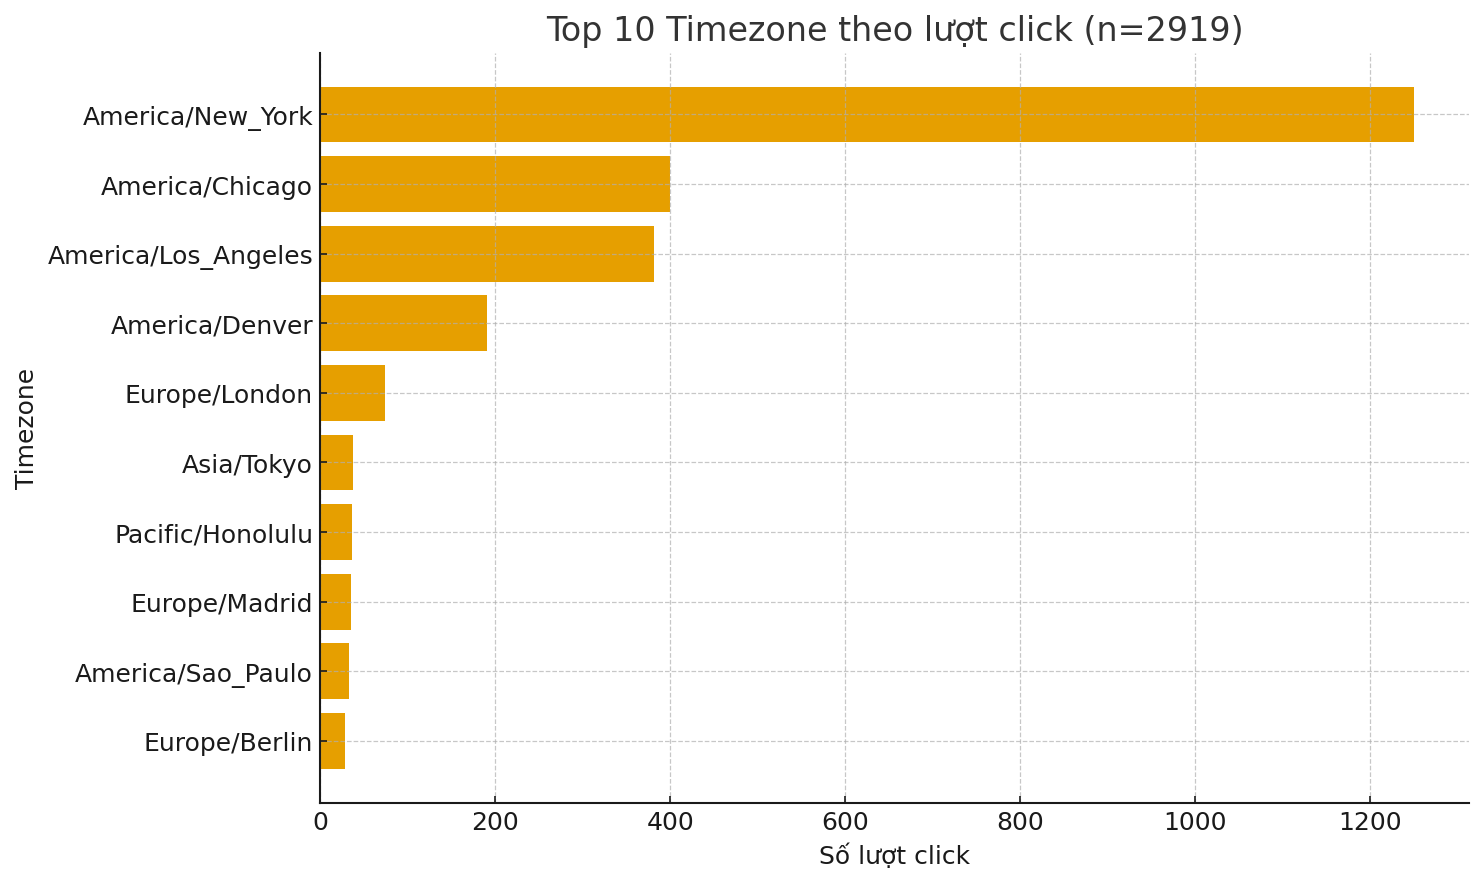 Top 10 Timezone theo lượt click (n=2919)
America/New_York
America/Chicago
America/Los_Angeles
America/Denver
Europe/London
Asia/Tokyo
Pacific/Honolulu
Europe/Madrid
America/Sao_Paulo
Europe/Berlin
Timezone
0 200 400 600 800 1000 1200
Số lượt click